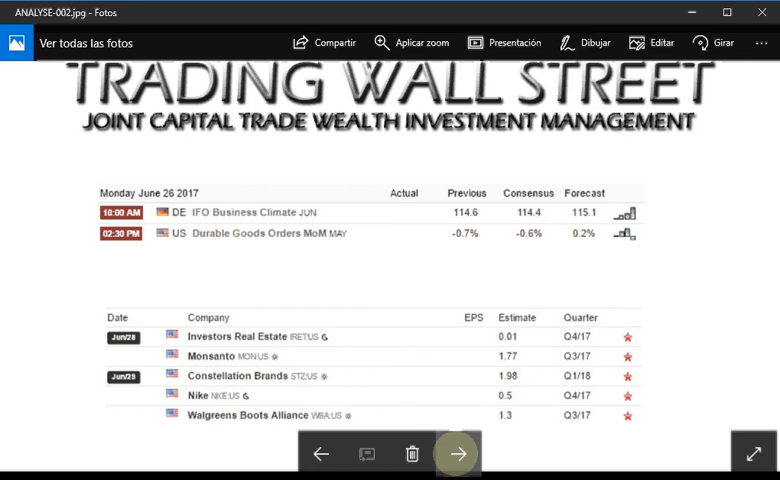 ANALYSE-002.jpg - Fotos
Ver todas las fotos Compartir Aplicar zoom Presentación Dibujar Editar Girar
TRADING WALL STREET
JOINT CAPITAL TRADE WEALTH INVESTMENT MANAGEMENT
Monday June 26 2017 Actual Previous Consensus Forecast
10:00 AM DE IFO Business Climate JUN 114.6 114.4 115.1
02:30 PM US Durable Goods Orders MoM MAY -0.7% -0.6% 0.2%
Date Company EPS Estimate Quarter
Jun/28 Investors Real Estate IRET:US 0.01 Q4/17
Monsanto MON:US 1.77 Q3/17
Jun/29 Constellation Brands STZ:US 1.98 Q1/18
Nike NKE:US 0.5 Q4/17
Walgreens Boots Alliance WBA:US 1.3 Q3/17